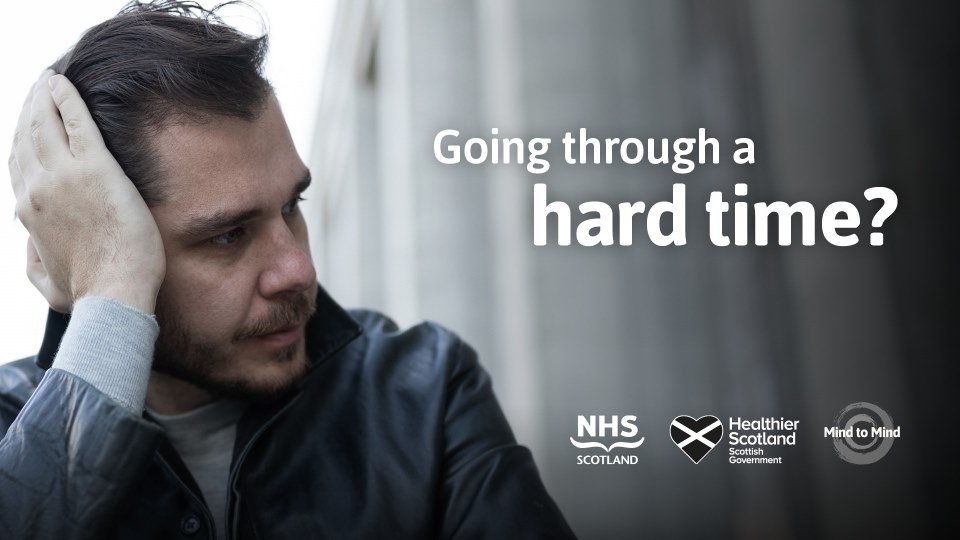 Going through a
hard time?
NHS
SCOTLAND
Healthier
Scotland
Scottish
Government
Mind to Mind